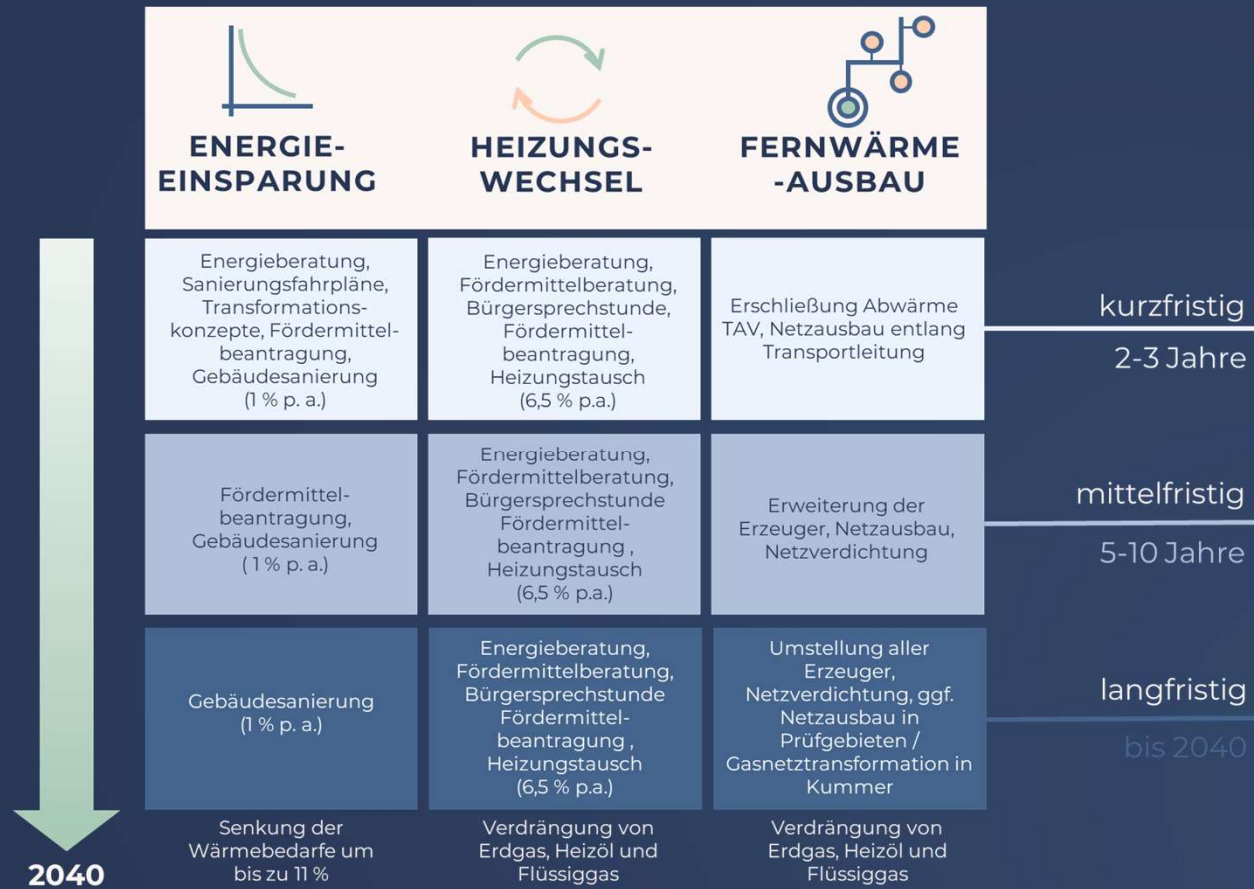 ENERGIE-
EINSPARUNG
HEIZUNGS-
WECHSEL
FERNWÄRME
-AUSBAU
Energieberatung,
Sanierungsfahrpläne,
Transformations-
konzepte, Fördermittel-
beantragung,
Gebäudesanierung
(1 % p. a.)
Energieberatung,
Fördermittelberatung,
Bürgersprechstunde,
Fördermittel-
beantragung,
Heizungstausch
(6,5 % p.a.)
Erschließung Abwärme
TAV, Netzausbau entlang
Transportleitung
kurzfristig
2-3 Jahre
Fördermittel-
beantragung,
Gebäudesanierung
( 1 % p. a.)
Energieberatung,
Fördermittelberatung,
Bürgersprechstunde
Fördermittel-
beantragung ,
Heizungstausch
(6,5 % p.a.)
Erweiterung der
Erzeuger, Netzausbau,
Netzverdichtung
mittelfristig
5-10 Jahre
Gebäudesanierung
(1 % p. a.)
Energieberatung,
Fördermittelberatung,
Bürgersprechstunde
Fördermittel-
beantragung ,
Heizungstausch
(6,5 % p.a.)
Umstellung aller
Erzeuger,
Netzverdichtung, ggf.
Netzausbau in
Prüfgebieten /
Gasnetztransformation in
Kummer
langfristig
bis 2040
2040
Senkung der
Wärmebedarfe um
bis zu 11 %
Verdrängung von
Erdgas, Heizöl und
Flüssiggas
Verdrängung von
Erdgas, Heizöl und
Flüssiggas